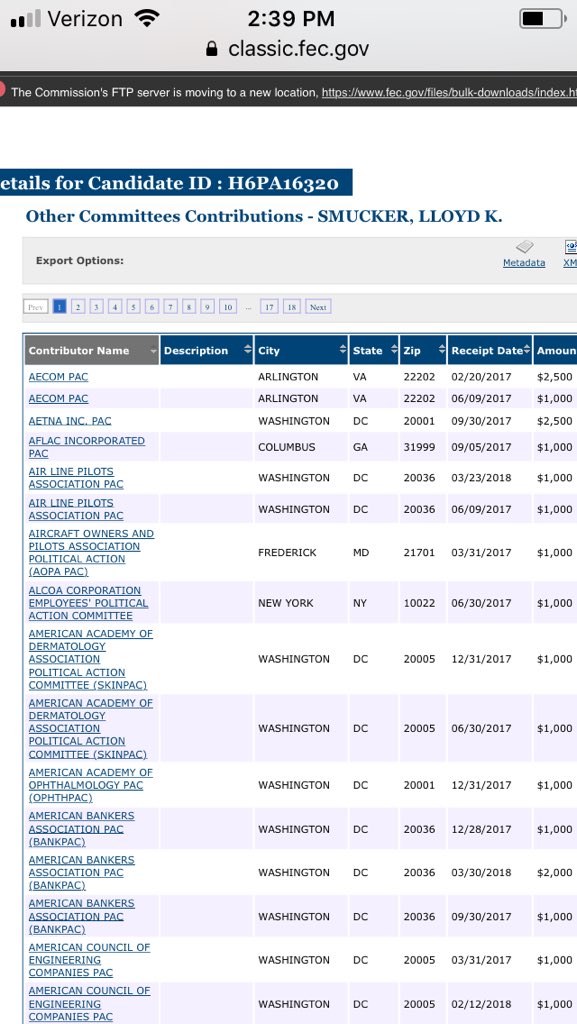 Verizon 2:39 PM
classic.fec.gov
The Commission's FTP server is moving to a new location, https://www.fec.gov/files/bulk-downloads/index.ht
etails for Candidate ID : H6PA16320
Other Committees Contributions - SMUCKER, LLOYD K.
Export Options:
Metadata XM
Prev 1 2 3 4 5 6 7 8 9 10 ... 17 18 Next
Contributor Name Description City State Zip Receipt Date Amoun
AECOM PAC ARLINGTON VA 22202 02/20/2017 $2,500
AECOM PAC ARLINGTON VA 22202 06/09/2017 $1,000
AETNA INC. PAC WASHINGTON DC 20001 09/30/2017 $2,500
AFLAC INCORPORATED
PAC COLUMBUS GA 31999 09/05/2017 $1,000
AIR LINE PILOTS
ASSOCIATION PAC WASHINGTON DC 20036 03/23/2018 $1,000
AIR LINE PILOTS
ASSOCIATION PAC WASHINGTON DC 20036 06/09/2017 $1,000
AIRCRAFT OWNERS AND
PILOTS ASSOCIATION
POLITICAL ACTION
(AOPA PAC) FREDERICK MD 21701 03/31/2017 $1,000
ALCOA CORPORATION
EMPLOYEES' POLITICAL
ACTION COMMITTEE NEW YORK NY 10022 06/30/2017 $1,000
AMERICAN ACADEMY OF
DERMATOLOGY
ASSOCIATION
POLITICAL ACTION
COMMITTEE (SKINPAC) WASHINGTON DC 20005 12/31/2017 $1,000
AMERICAN ACADEMY OF
DERMATOLOGY
ASSOCIATION
POLITICAL ACTION
COMMITTEE (SKINPAC) WASHINGTON DC 20005 06/30/2017 $1,000
AMERICAN ACADEMY OF
OPHTHALMOLOGY PAC
(OPHTHPAC) WASHINGTON DC 20001 12/31/2017 $1,000
AMERICAN BANKERS
ASSOCIATION PAC
(BANKPAC) WASHINGTON DC 20036 12/28/2017 $1,000
AMERICAN BANKERS
ASSOCIATION PAC
(BANKPAC) WASHINGTON DC 20036 03/30/2018 $2,000
AMERICAN BANKERS
ASSOCIATION PAC
(BANKPAC) WASHINGTON DC 20036 09/30/2017 $1,000
AMERICAN COUNCIL OF
ENGINEERING
COMPANIES PAC WASHINGTON DC 20005 03/31/2017 $1,000
AMERICAN COUNCIL OF
ENGINEERING
COMPANIES PAC WASHINGTON DC 20005 02/12/2018 $1,000